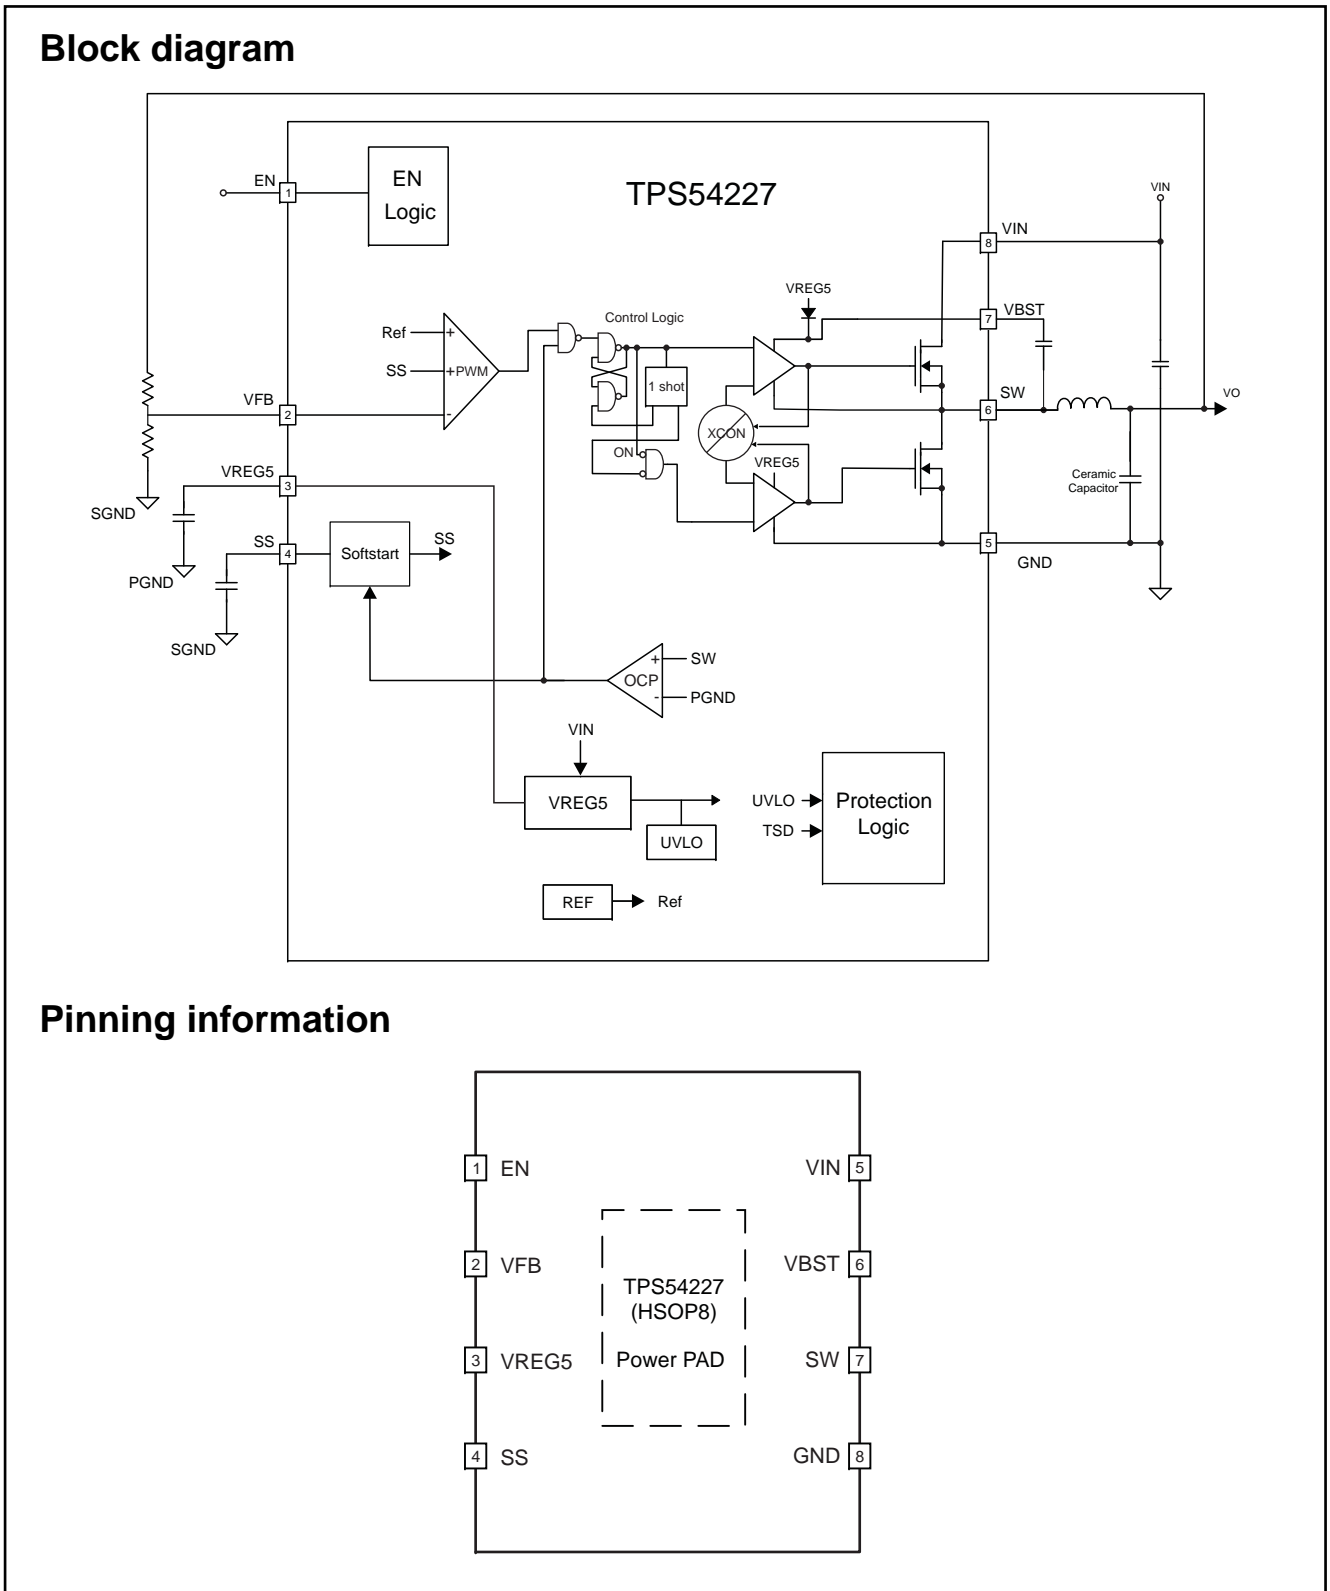 Block diagram
EN
1
EN
Logic
TPS54227
VIN
VIN
8
VREG5
VBST
7
Control Logic
Ref
+
SS
+
PWM
-
1 shot
SW
6
VO
VFB
2
XCON
ON
VREG5
VREG5
3
Ceramic
Capacitor
SGND
SS
4
Softstart
SS
5
GND
PGND
SGND
+
SW
OCP
-
PGND
VIN
VREG5
UVLO
UVLO
TSD
Protection
Logic
REF
Ref
Pinning information
1
EN
VIN
5
2
VFB
VBST
6
TPS54227
(HSOP8)
3
VREG5
Power PAD
SW
7
4
SS
GND
8